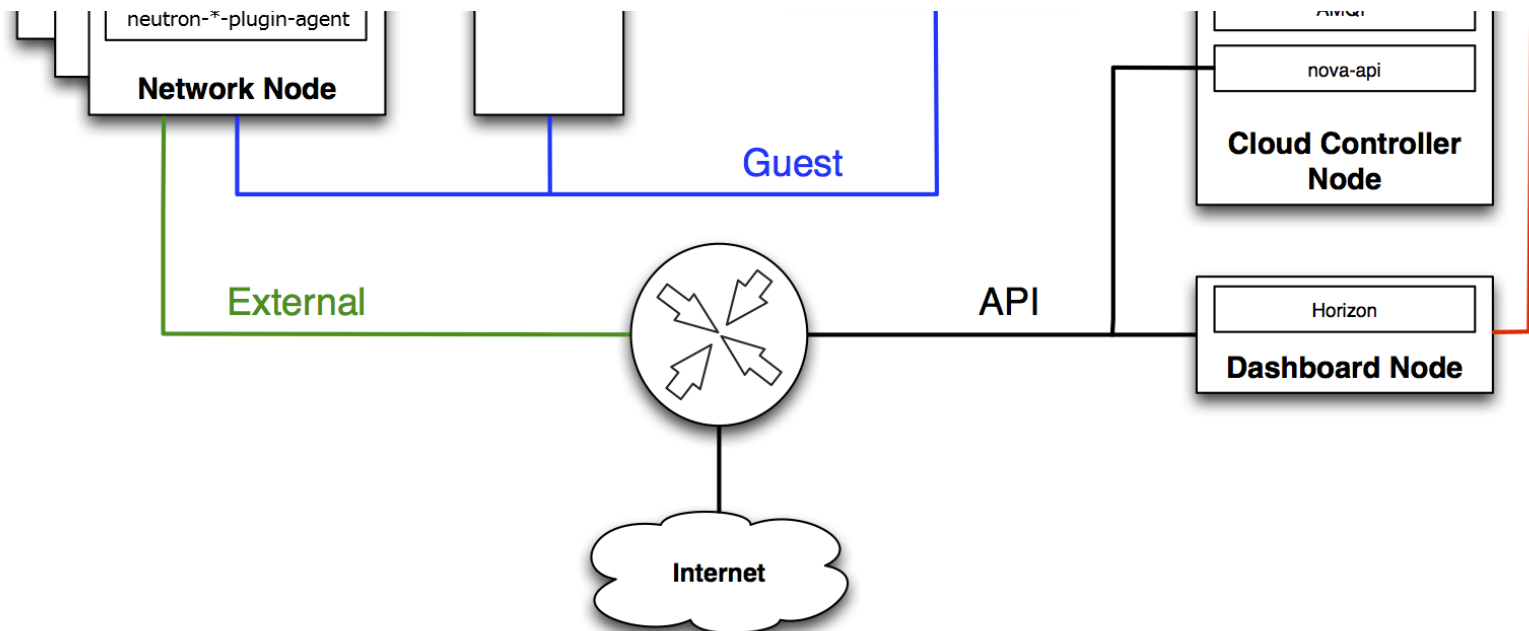 neutron-*-plugin-agent
Network Node
nova-api
Cloud Controller
Node
Guest
External
API
Horizon
Dashboard Node
Internet